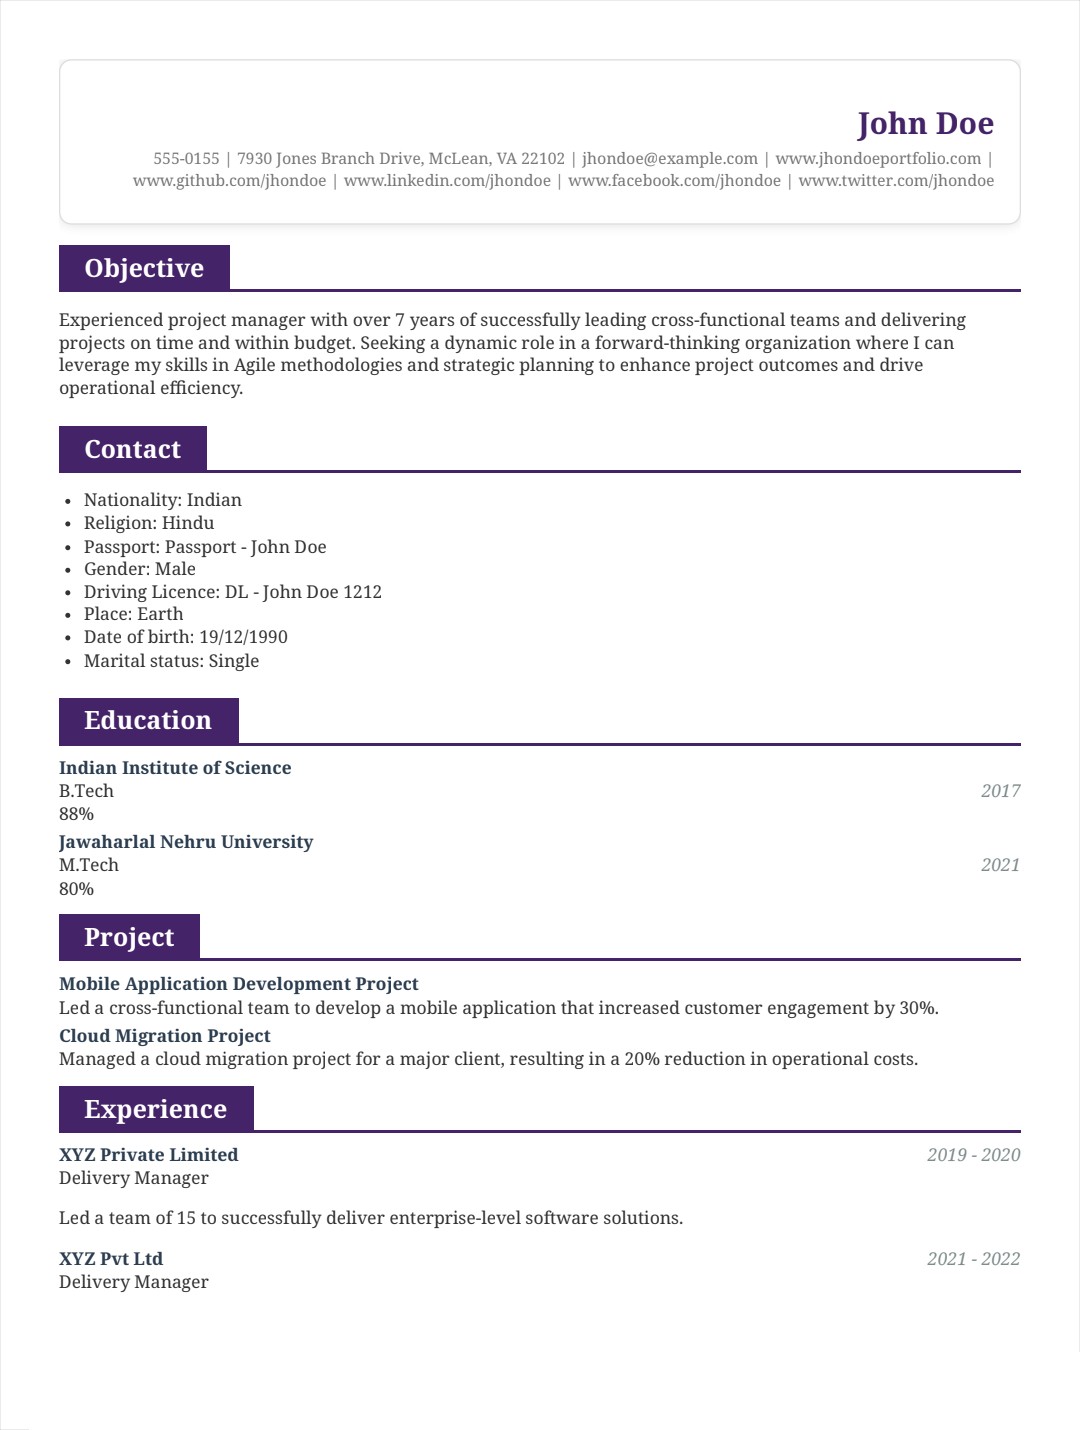 John Doe
555-0155 | 7930 Jones Branch Drive, McLean, VA 22102 | jhondoe@example.com | www.jhondoeportfolio.com |
www.github.com/jhondoe | www.linkedin.com/jhondoe | www.facebook.com/jhondoe | www.twitter.com/jhondoe
Objective
Experienced project manager with over 7 years of successfully leading cross-functional teams and delivering
projects on time and within budget. Seeking a dynamic role in a forward-thinking organization where I can
leverage my skills in Agile methodologies and strategic planning to enhance project outcomes and drive
operational efficiency.
Contact
• Nationality: Indian
• Religion: Hindu
• Passport: Passport - John Doe
• Gender: Male
• Driving Licence: DL - John Doe 1212
• Place: Earth
• Date of birth: 19/12/1990
• Marital status: Single
Education
Indian Institute of Science
B.Tech 2017
88%
Jawaharlal Nehru University
M.Tech 2021
80%
Project
Mobile Application Development Project
Led a cross-functional team to develop a mobile application that increased customer engagement by 30%.
Cloud Migration Project
Managed a cloud migration project for a major client, resulting in a 20% reduction in operational costs.
Experience
XYZ Private Limited 2019 - 2020
Delivery Manager
Led a team of 15 to successfully deliver enterprise-level software solutions.
XYZ Pvt Ltd 2021 - 2022
Delivery Manager